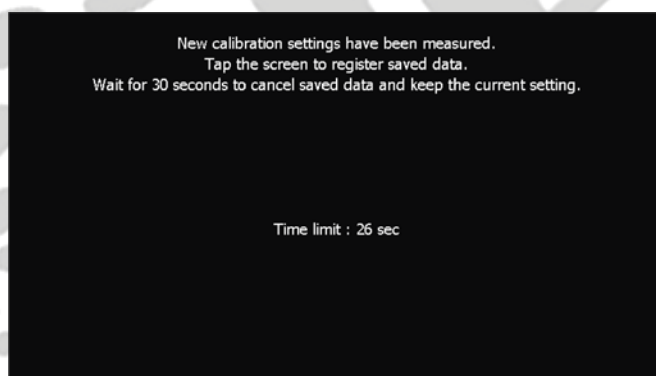 New calibration settings have been measured.
Tap the screen to register saved data.
Wait for 30 seconds to cancel saved data and keep the current setting.
Time limit : 26 sec